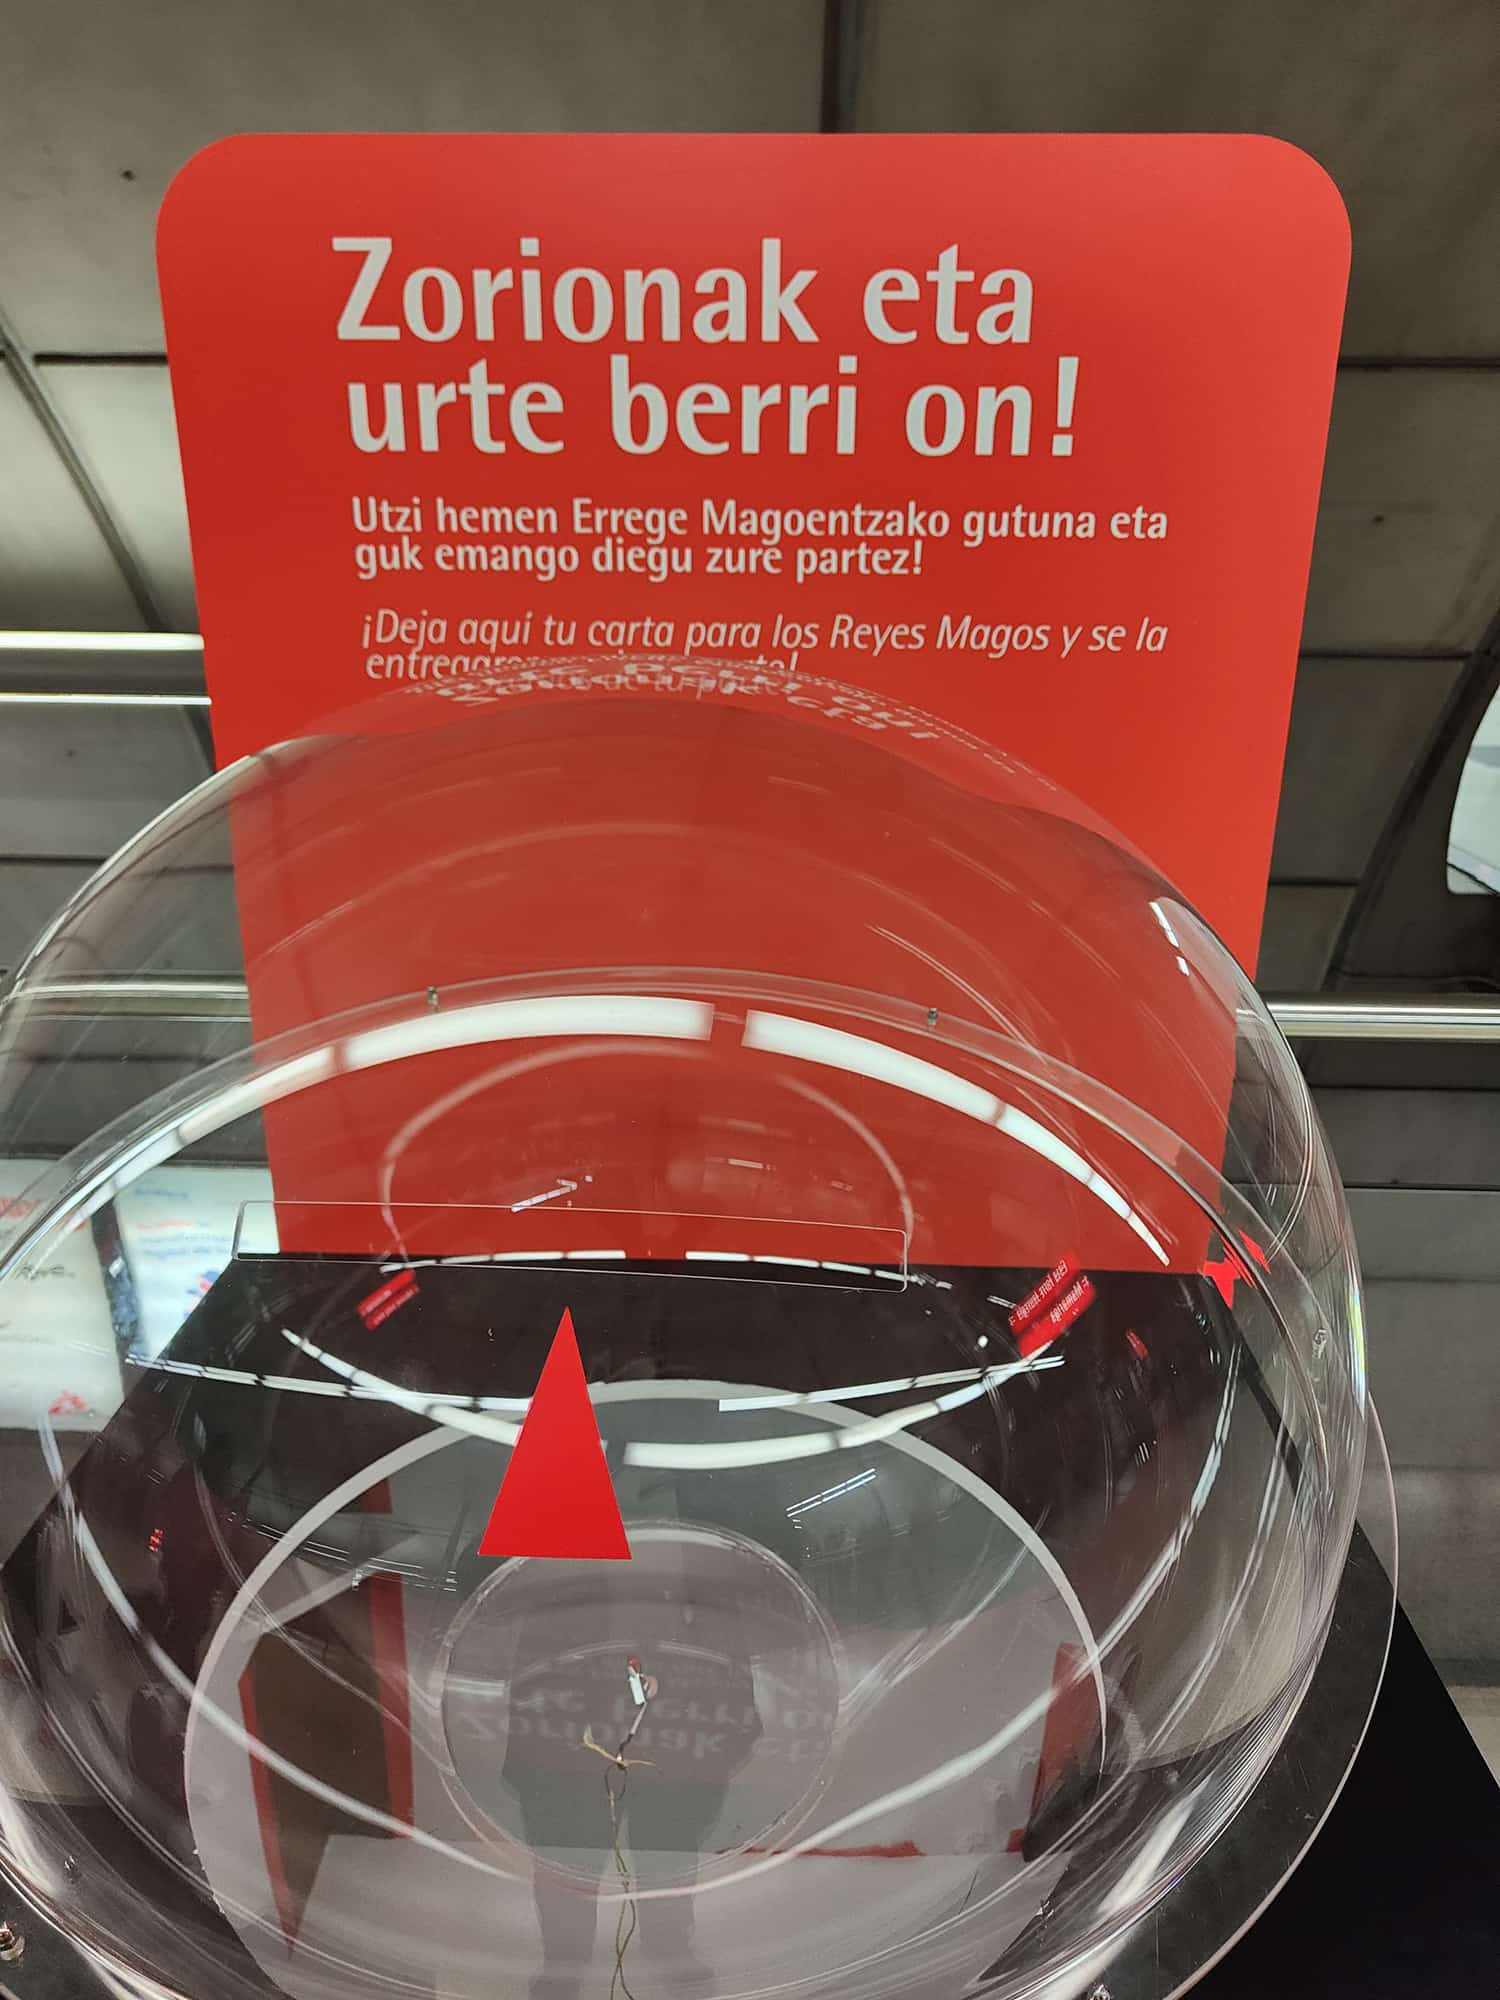 Zorionak eta
urte berri on!
Utzi hemen Errege Magoentzako gutuna eta
guk emango diegu zure partez!
¡Deja aquí tu carta para los Reyes Magos y se la